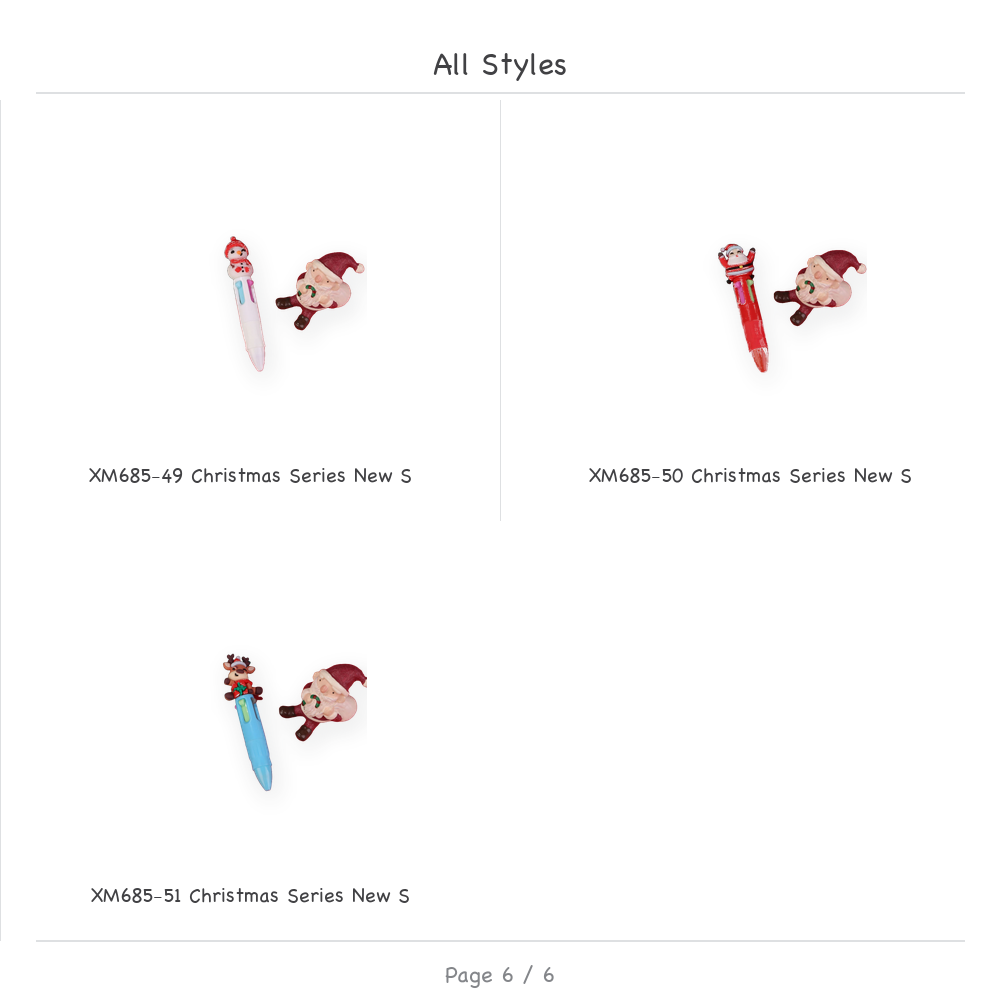 All Styles
XM685-49 Christmas Series New S
XM685-50 Christmas Series New S
XM685-51 Christmas Series New S
Page 6 / 6